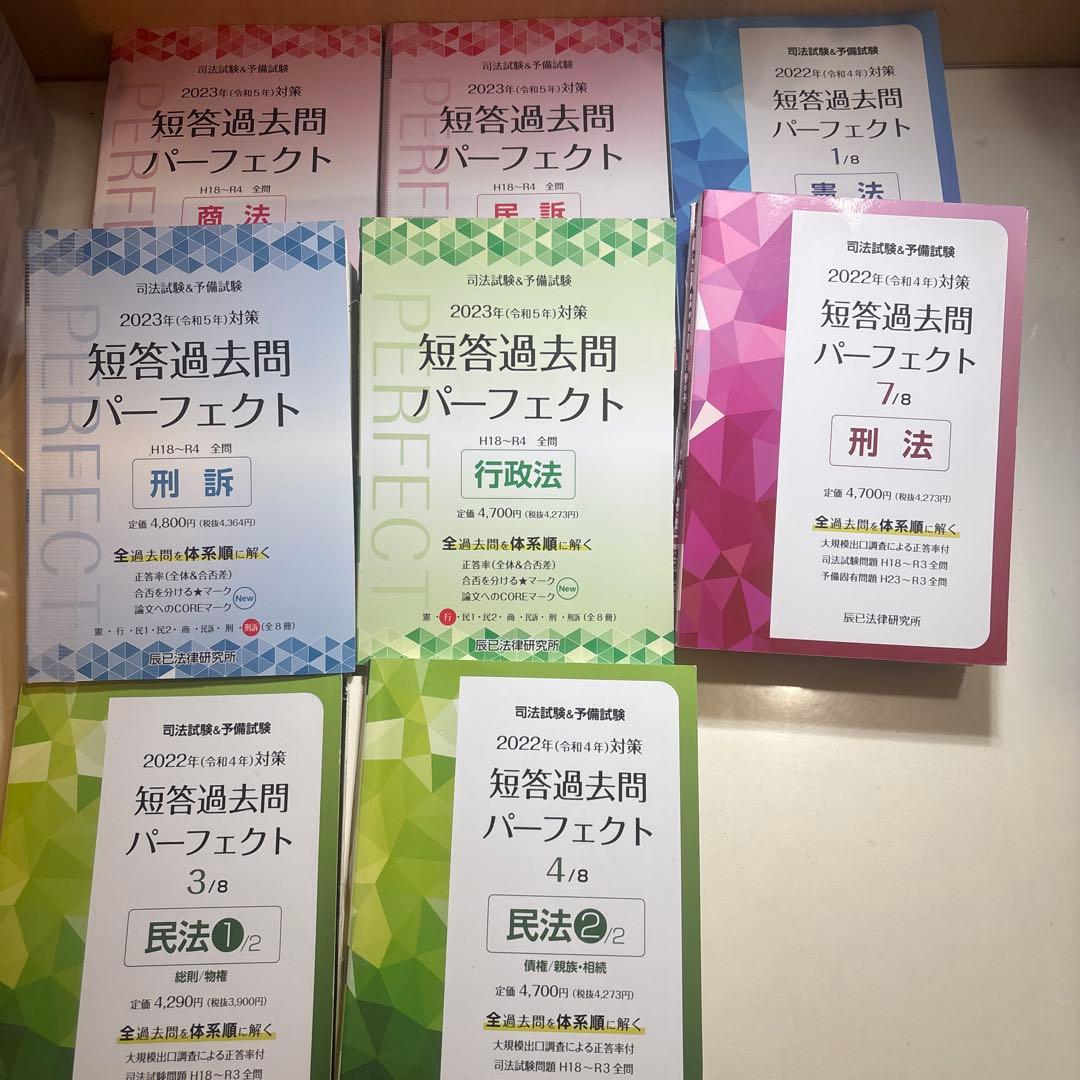 司法試験&予備試験
2023年(令和5年)対策
短答過去問
パーフェクト
H18～R4 全問
商法
PERFE
司法試験&予備試験
2023年(令和5年)対策
短答過去問
パーフェクト
H18～R4 全問
民訴
PERFE
司法試験&予備試験
2022年(令和4年)対策
短答過去問
パーフェクト
1/8
憲法
司法試験&予備試験
2023年(令和5年)対策
短答過去問
パーフェクト
H18～R4 全問
刑訴
定価 4,800円(税抜4,364円)
全過去問を体系順に解く
正答率(全体&合否差)
合否を分ける★マーク
論文へのCOREマーク New
憲・行・民1・民2・商・民訴・刑・刑訴(全8冊)
辰已法律研究所
PERFECT
司法試験&予備試験
2023年(令和5年)対策
短答過去問
パーフェクト
H18～R4 全問
行政法
定価 4,700円(税抜4,273円)
全過去問を体系順に解く
正答率(全体&合否差)
合否を分ける★マーク
論文へのCOREマーク New
憲・行・民1・民2・商・民訴・刑・刑訴(全8冊)
辰已法律研究所
PERFECT
司法試験&予備試験
2022年(令和4年)対策
短答過去問
パーフェクト
7/8
刑法
定価 4,700円(税抜4,273円)
全過去問を体系順に解く
大規模出口調査による正答率付
司法試験問題 H18～R3 全問
予備固有問題 H23～R3 全問
辰已法律研究所
司法試験&予備試験
2022年(令和4年)対策
短答過去問
パーフェクト
3/8
民法1/2
総則/物権
定価 4,290円(税抜3,900円)
全過去問を体系順に解く
大規模出口調査による正答率付
司法試験問題 H18～R3 全問
司法試験&予備試験
2022年(令和4年)対策
短答過去問
パーフェクト
4/8
民法2/2
債権/親族・相続
定価 4,700円(税抜4,273円)
全過去問を体系順に解く
大規模出口調査による正答率付
司法試験問題 H18～R3 全問